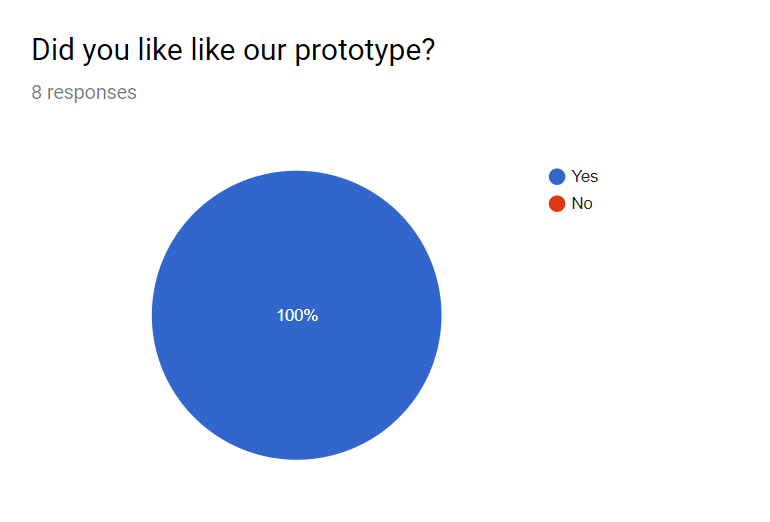 Did you like like our prototype?
8 responses
Yes
No
100%